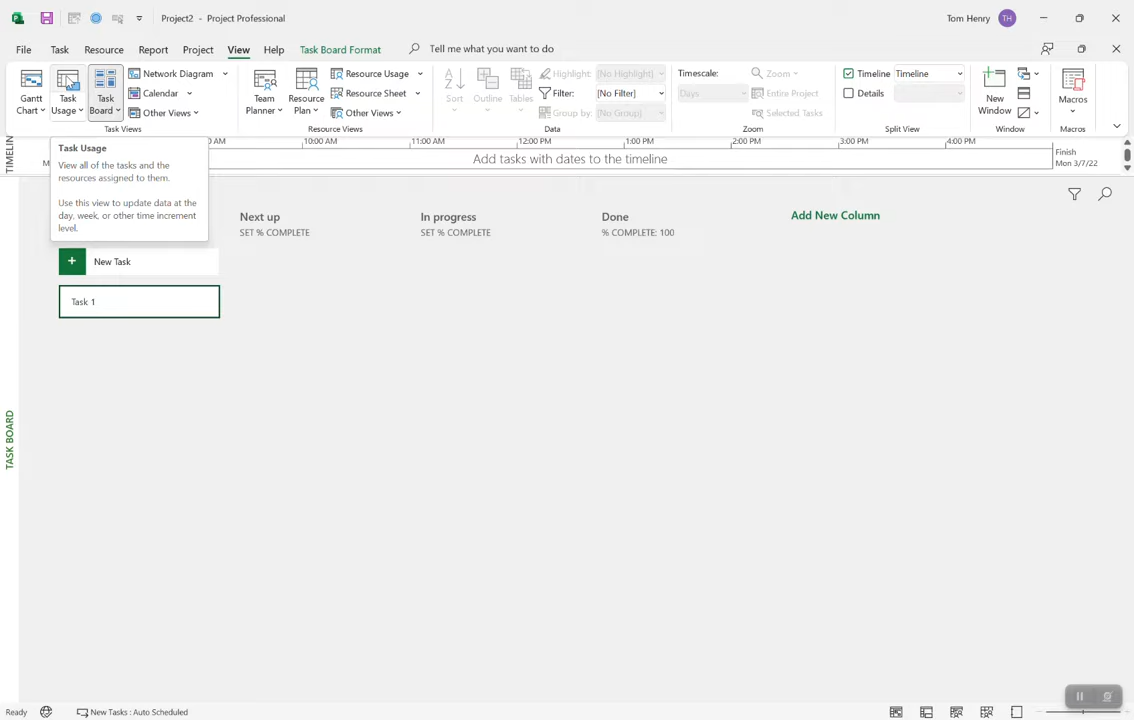 Project2 - Project Professional
Tom Henry TH
File Task Resource Report Project View Help Task Board Format Tell me what you want to do
Gantt Chart
Task Usage
Task Board
Network Diagram
Calendar
Other Views
Task Views
Team Planner
Resource Plan
Resource Usage
Resource Sheet
Other Views
Resource Views
Sort
Outline
Tables
Highlight: [No Highlight]
Filter: [No Filter]
Group by: [No Group]
Data
Timescale:
Days
Zoom
Entire Project
Selected Tasks
Zoom
Timeline Timeline
Details
Split View
New Window
Window
Macros
Macros
TIMELIN
M
AM 10:00 AM 11:00 AM 12:00 PM 1:00 PM 2:00 PM 3:00 PM 4:00 PM
Add tasks with dates to the timeline
Finish
Mon 3/7/22
Task Usage
View all of the tasks and the
resources assigned to them.
Use this view to update data at the
day, week, or other time increment
level.
Next up
SET % COMPLETE
In progress
SET % COMPLETE
Done
% COMPLETE: 100
Add New Column
+ New Task
Task 1
TASK BOARD
Ready
New Tasks : Auto Scheduled